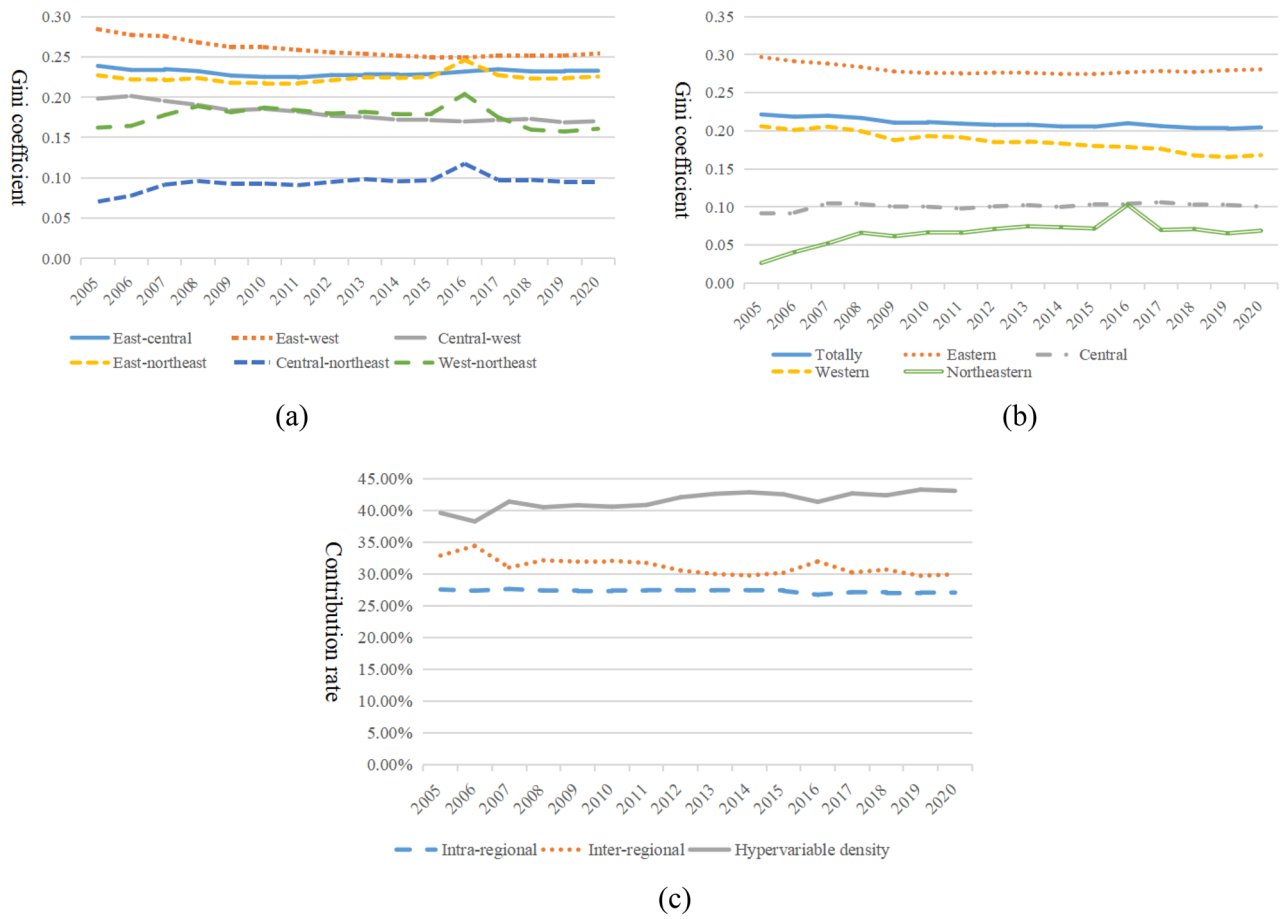 0.30
0.25
0.20
0.15
0.10
0.05
0.00
Gini coefficient
2005 2006 2007 2008 2009 2010 2011 2012 2013 2014 2015 2016 2017 2018 2019 2020
East-central East-west Central-west
East-northeast Central-northeast West-northeast
(a)
0.35
0.30
0.25
0.20
0.15
0.10
0.05
0.00
Gini coefficient
2005 2006 2007 2008 2009 2010 2011 2012 2013 2014 2015 2016 2017 2018 2019 2020
Totally Eastern Central
Western Northeastern
(b)
45.00%
40.00%
35.00%
30.00%
25.00%
20.00%
15.00%
10.00%
5.00%
0.00%
Contribution rate
2005 2006 2007 2008 2009 2010 2011 2012 2013 2014 2015 2016 2017 2018 2019 2020
Intra-regional Inter-regional Hypervariable density
(c)